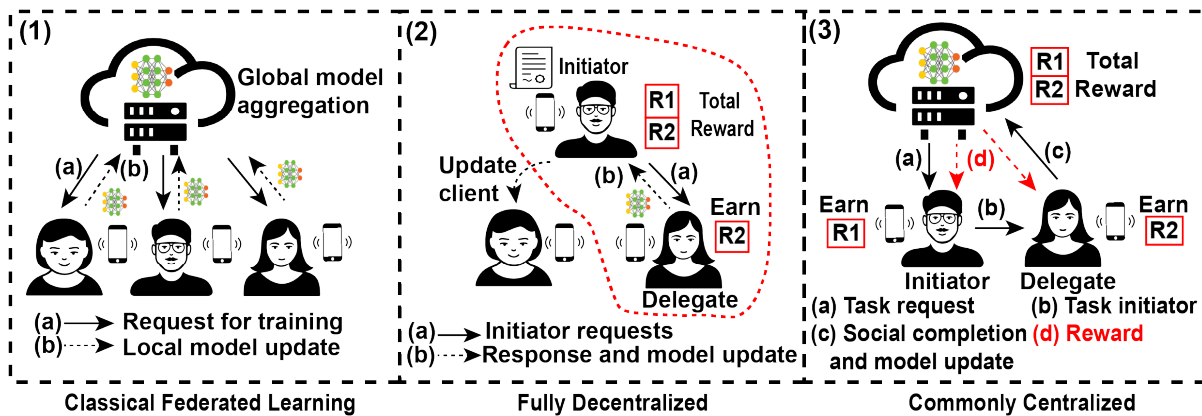 (1)
Global model
aggregation
(a)
(b)
(a) Request for training
(b) Local model update
Classical Federated Learning
(2)
Initiator
R1
R2
Total
Reward
Update
client
(b)
(a)
Earn
R2
Delegate
(a) Initiator requests
(b) Response and model update
Fully Decentralized
(3)
R1
R2
Total
Reward
(a)
(d)
(c)
Earn
R1
(b)
Earn
R2
Initiator
Delegate
(a) Task request
(b) Task initiator
(c) Social completion
and model update
(d) Reward
Commonly Centralized